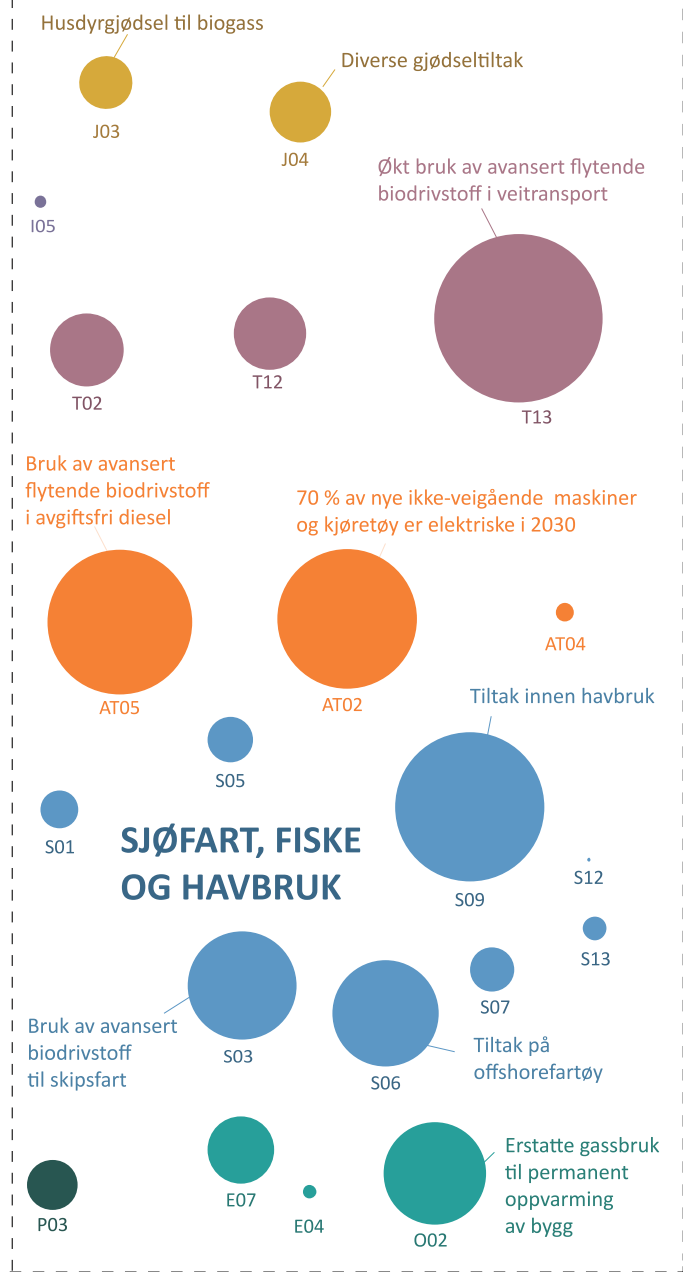 Husdyrgjødsel til biogass
Diverse gjødseltiltak
J03
J04
Økt bruk av avansert flytende
biodrivstoff i veitransport
I05
T02
T12
T13
Bruk av avansert
flytende biodrivstoff
i avgiftsfri diesel
70 % av nye ikke-veigående maskiner
og kjøretøy er elektriske i 2030
AT05
AT02
AT04
Tiltak innen havbruk
S05
S01
SJØFART, FISKE
OG HAVBRUK
S09
S12
S13
S07
Bruk av avansert
biodrivstoff
til skipsfart
S03
S06
Tiltak på
offshorefartøy
Erstatte gassbruk
til permanent
oppvarming
av bygg
P03
E07
E04
O02